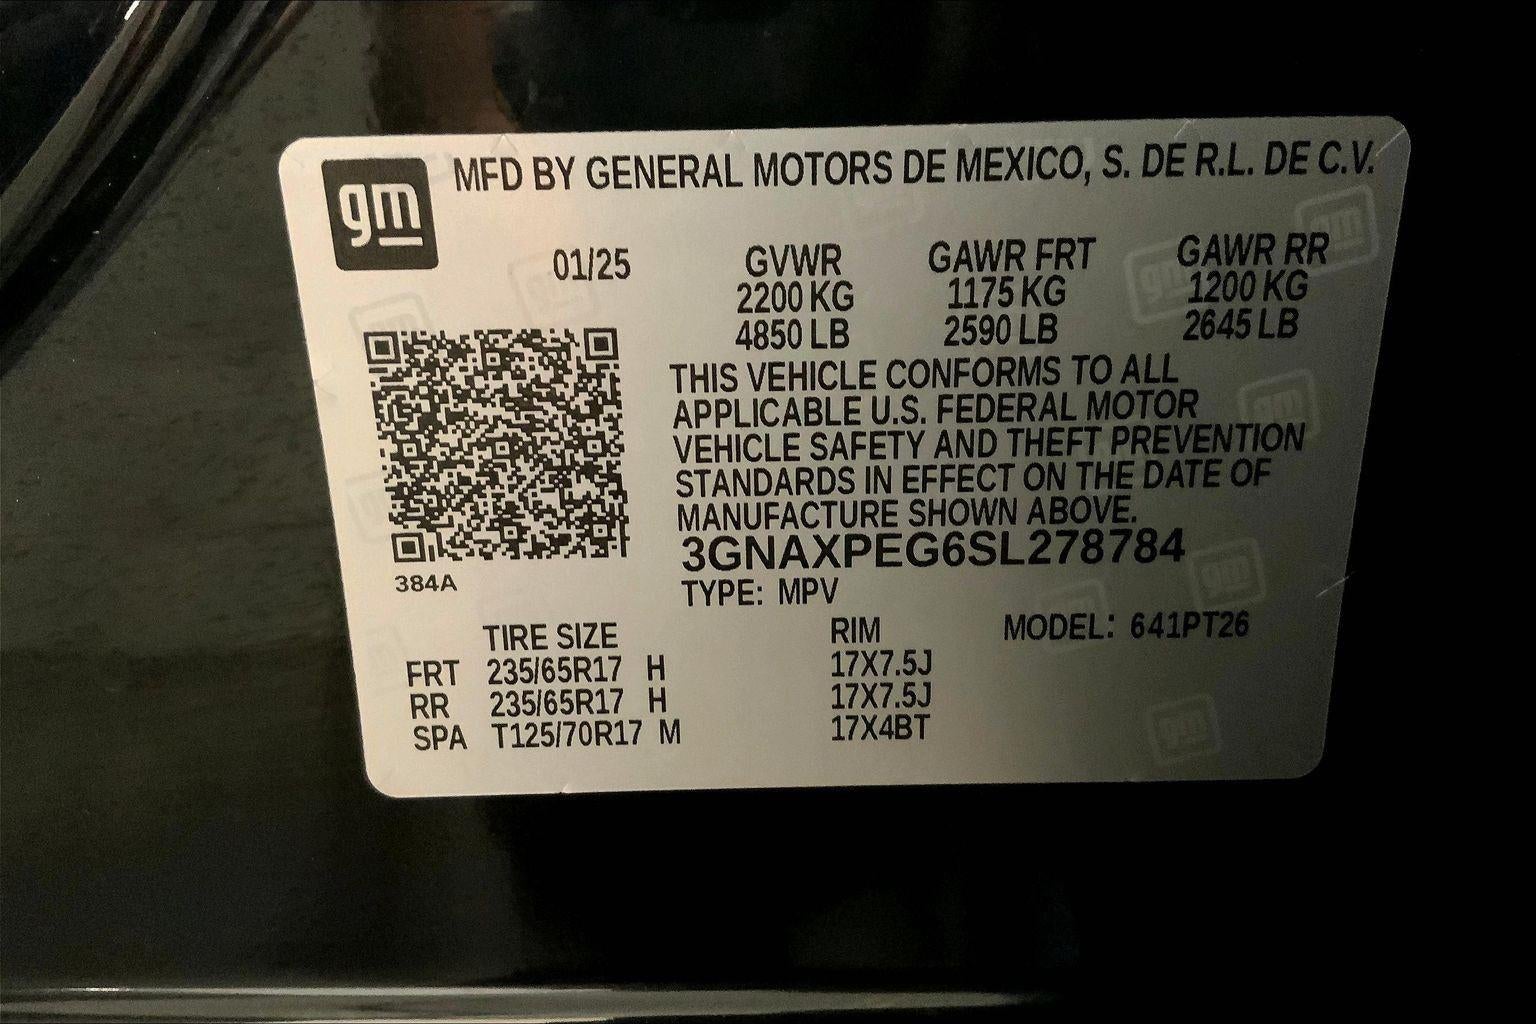 gm MFD BY GENERAL MOTORS DE MEXICO, S. DE R.L. DE C.V.
01/25 GVWR GAWR FRT GAWR RR
2200 KG 1175 KG 1200 KG
4850 LB 2590 LB 2645 LB
THIS VEHICLE CONFORMS TO ALL
APPLICABLE U.S. FEDERAL MOTOR
VEHICLE SAFETY AND THEFT PREVENTION
STANDARDS IN EFFECT ON THE DATE OF
MANUFACTURE SHOWN ABOVE.
3GNAXPEG6SL278784
384A
TYPE: MPV
TIRE SIZE RIM MODEL: 641PT26
FRT 235/65R17 H 17X7.5J
RR 235/65R17 H 17X7.5J
SPA T125/70R17 M 17X4BT